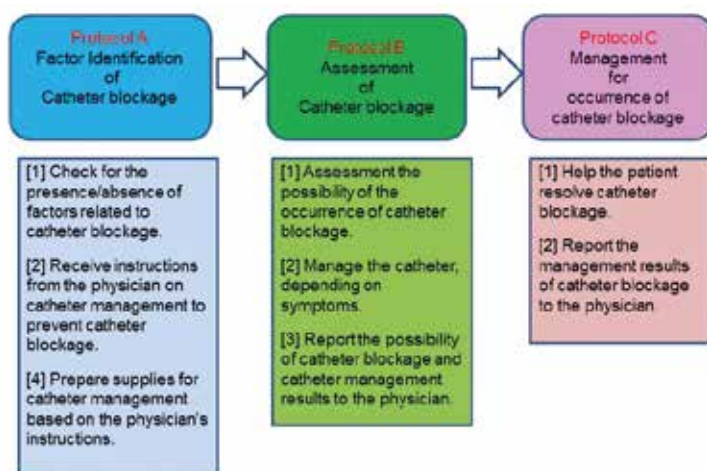 Protocol A
Factor Identification
of
Catheter blockage
Protocol B
Assessment
of
Catheter blockage
Protocol C
Management
for
occurrence of
catheter blockage
[1] Check for the
presence/absence of
factors related to
catheter blockage.
[2] Receive instructions
from the physician on
catheter management to
prevent catheter
blockage.
[4] Prepare supplies for
catheter management
based on the physician's
instructions.
[1] Assessment the
possibility of the
occurrence of catheter
blockage.
[2] Manage the catheter,
depending on
symptoms.
[3] Report the possibility
of catheter blockage and
catheter management
results to the physician.
[1] Help the patient
resolve catheter
blockage.
[2] Report the
management results
of catheter blockage
to the physician